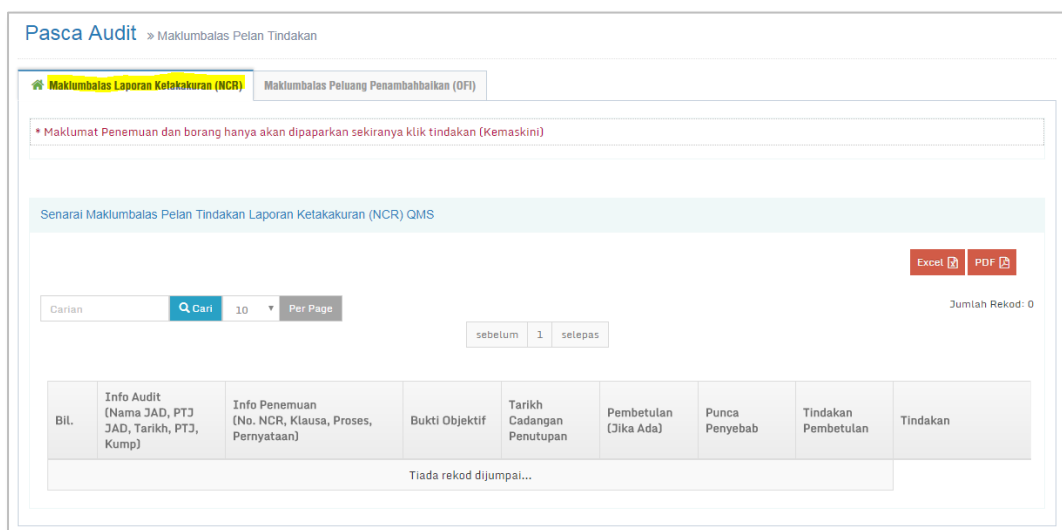 Pasca Audit » Maklumbalas Pelan Tindakan
Maklumbalas Laporan Ketakakuran (NCR) Maklumbalas Peluang Penambahbaikan (OFI)
* Maklumat Penemuan dan borang hanya akan dipaparkan sekiranya klik tindakan (Kemaskini)
Senarai Maklumbalas Pelan Tindakan Laporan Ketakakuran (NCR) QMS
Excel PDF
Carian Cari 10 Per Page Jumlah Rekod: 0
sebelum 1 selepas
Bil.
Info Audit
(Nama JAD, PTJ
JAD, Tarikh, PTJ,
Kump)
Info Penemuan
(No. NCR, Klausa, Proses,
Pernyataan)
Bukti Objektif
Tarikh
Cadangan
Penutupan
Pembetulan
(Jika Ada)
Punca
Penyebab
Tindakan
Pembetulan
Tindakan
Tiada rekod dijumpai...